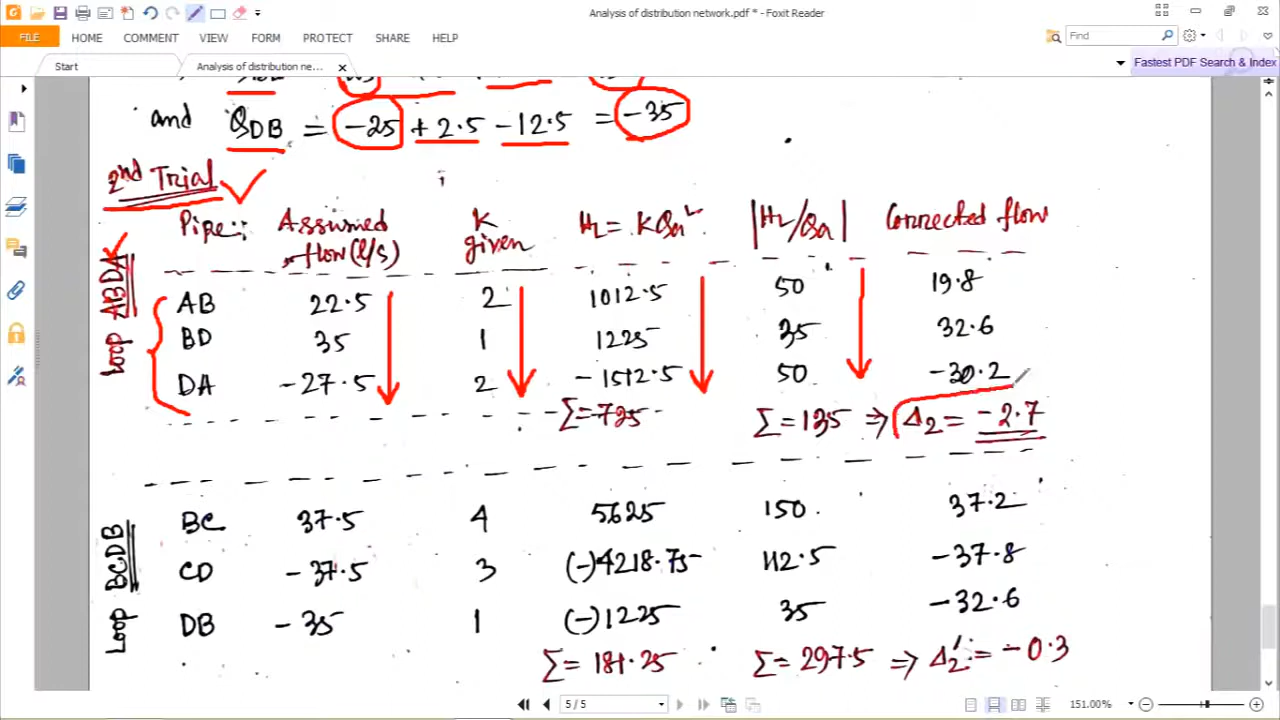 Analysis of distribution network.pdf * - Foxit Reader
FILE HOME COMMENT VIEW FORM PROTECT SHARE HELP
Find
Start Analysis of distribution ne...
Fastest PDF Search & Index
and QDB = -25 + 2.5 - 12.5 = -35
2nd Trial
Pipe:: Assumed flow (l/s) K given HL = KQa² |HL/Qa| Connected flow
Loop ABDA
AB 22.5 2 1012.5 50 19.8
BD 35 1 1225 35 32.6
DA -27.5 2 -1512.5 50 -30.2
Σ=725 Σ=135 ⇒ Δ2 = -2.7
Loop BCDB
BC 37.5 4 5625 150 37.2
CD -37.5 3 (-)4218.75 112.5 -37.8
DB -35 1 (-)1225 35 -32.6
Σ=181.25 Σ=297.5 ⇒ Δ2' = -0.3
5 / 5
151.00%